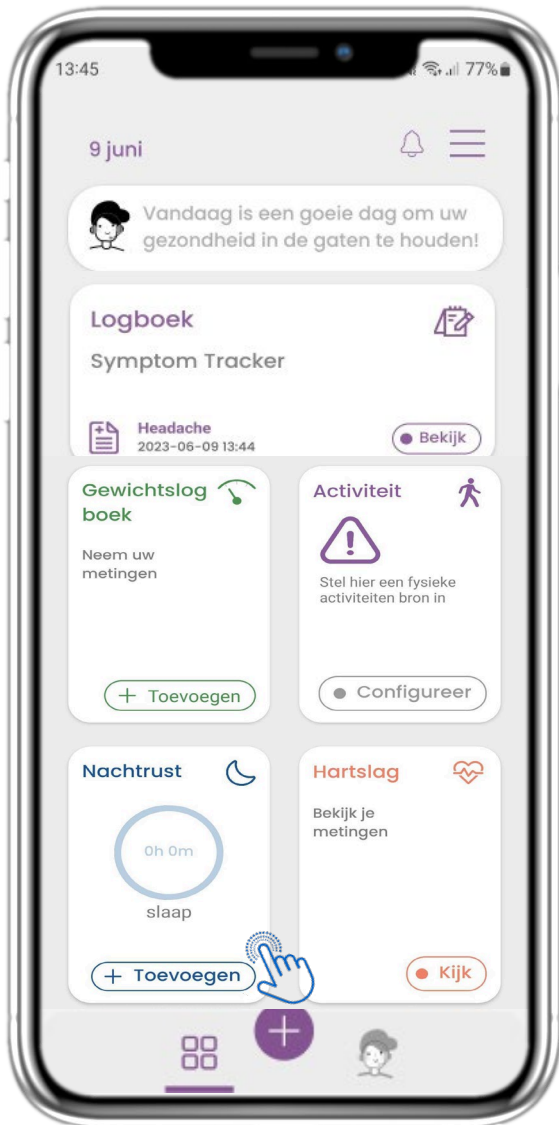 13:45
77%
9 juni
Vandaag is een goeie dag om uw
gezondheid in de gaten te houden!
Logboek
Symptom Tracker
Headache
2023-06-09 13:44
Bekijk
Gewichtslog
boek
Neem uw
metingen
+ Toevoegen
Activiteit
Stel hier een fysieke
activiteiten bron in
Configureer
Nachtrust
0h 0m
slaap
+ Toevoegen
Hartslag
Bekijk je
metingen
Kijk